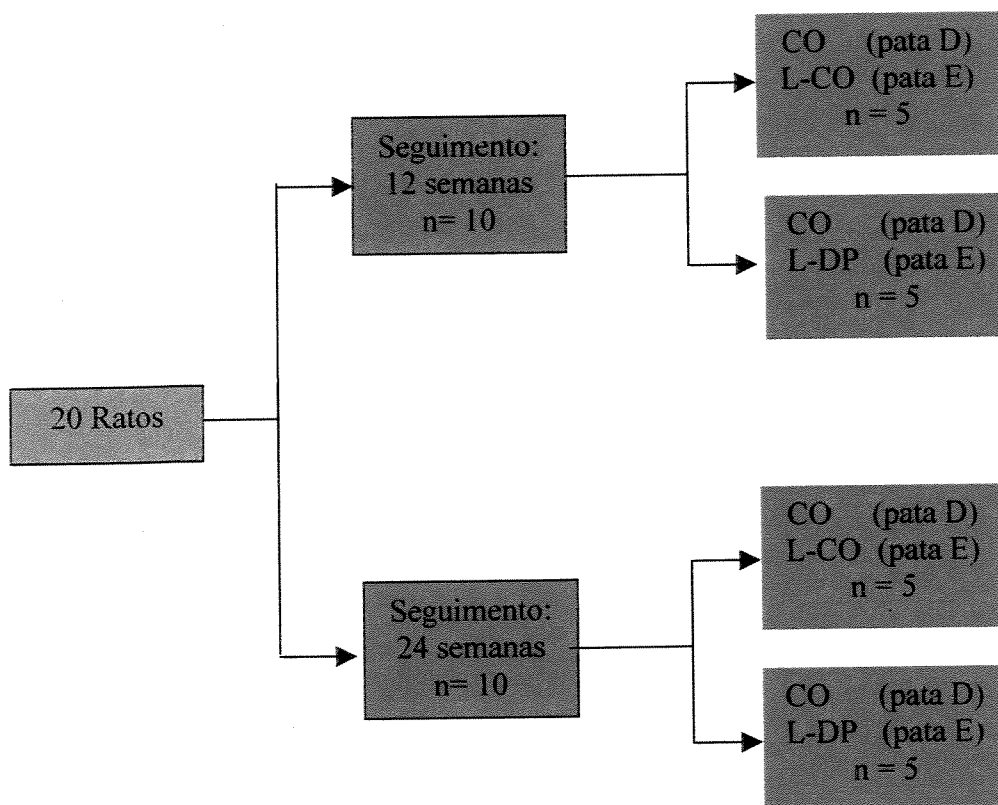 20 Ratos
Seguimento:
12 semanas
n= 10
CO (pata D)
L-CO (pata E)
n = 5
CO (pata D)
L-DP (pata E)
n = 5
Seguimento:
24 semanas
n= 10
CO (pata D)
L-CO (pata E)
n = 5
CO (pata D)
L-DP (pata E)
n = 5